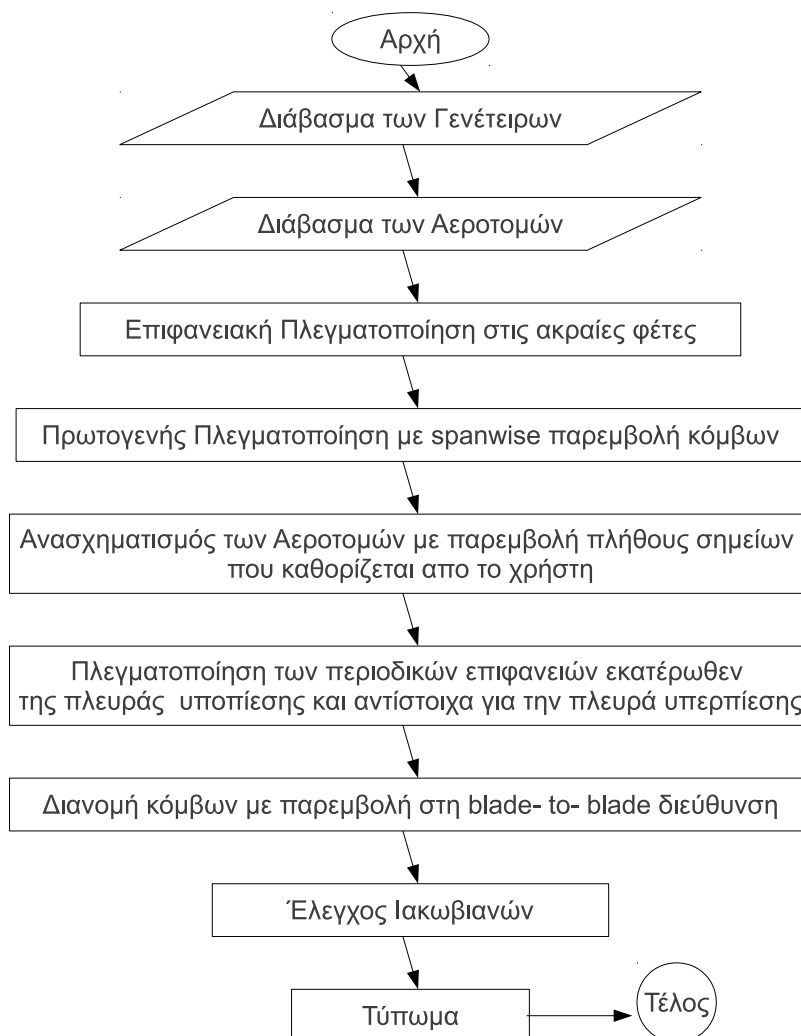 Αρχή
Διάβασμα των Γενέτειρων
Διάβασμα των Αεροτομών
Επιφανειακή Πλεγματοποίηση στις ακραίες φέτες
Πρωτογενής Πλεγματοποίηση με spanwise παρεμβολή κόμβων
Ανασχηματισμός των Αεροτομών με παρεμβολή πλήθους σημείων
που καθορίζεται απο το χρήστη
Πλεγματοποίηση των περιοδικών επιφανειών εκατέρωθεν
της πλευράς υποπίεσης και αντίστοιχα για την πλευρά υπερπίεσης
Διανομή κόμβων με παρεμβολή στη blade- to- blade διεύθυνση
Έλεγχος Ιακωβιανών
Τύπωμα
Τέλος